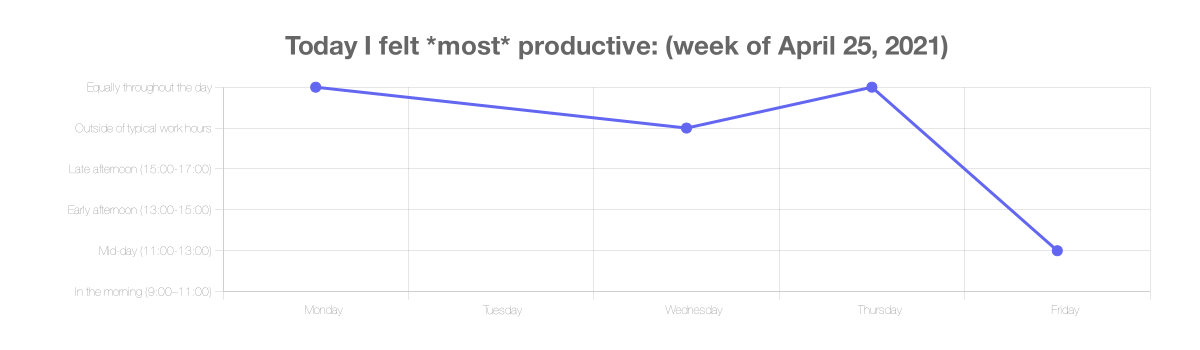 Today I felt *most* productive: (week of April 25, 2021)
Equally throughout the day
Outside of typical work hours
Late afternoon (15:00-17:00)
Early afternoon (13:00-15:00)
Mid-day (11:00-13:00)
In the morning (9:00–11:00)
Monday Tuesday Wednesday Thursday Friday